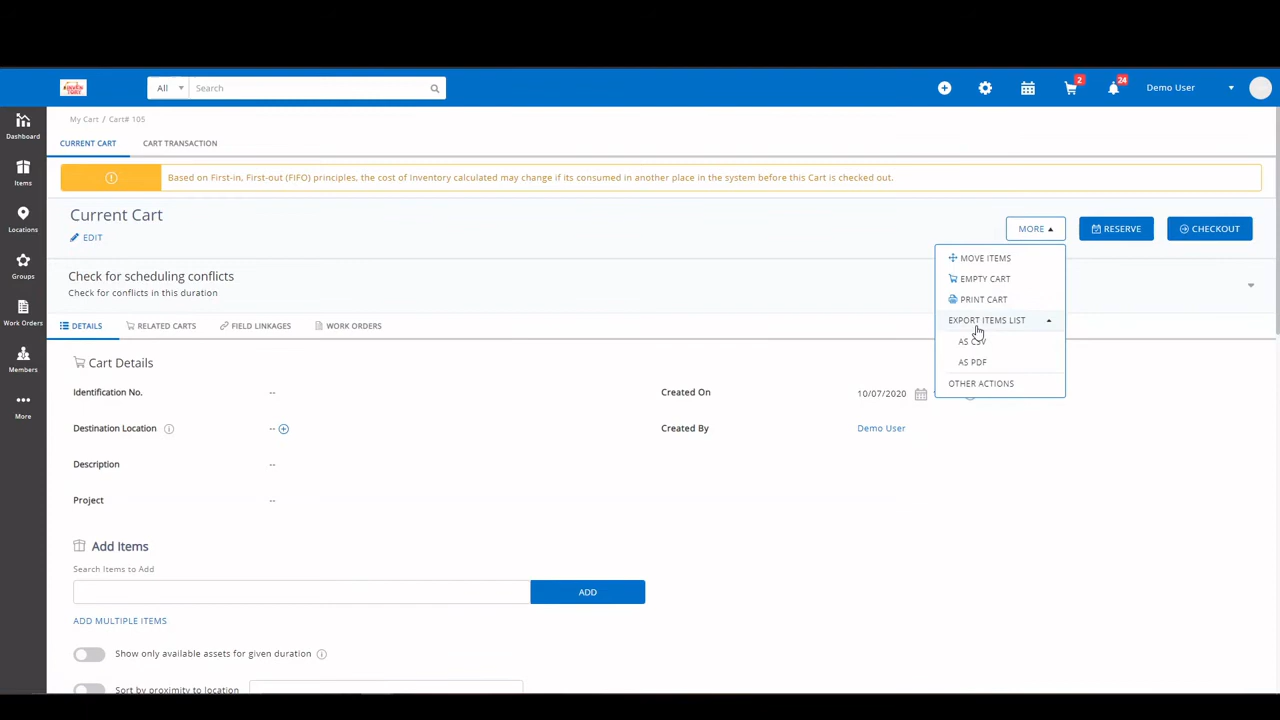 All
Search
2
24
Demo User
Dashboard
Items
Locations
Groups
Work Orders
Members
More
My Cart / Cart# 105
CURRENT CART
CART TRANSACTION
Based on First-in, First-out (FIFO) principles, the cost of Inventory calculated may change if its consumed in another place in the system before this Cart is checked out.
Current Cart
EDIT
MORE
RESERVE
CHECKOUT
MOVE ITEMS
EMPTY CART
PRINT CART
EXPORT ITEMS LIST
AS CSV
AS PDF
OTHER ACTIONS
Check for scheduling conflicts
Check for conflicts in this duration
DETAILS
RELATED CARTS
FIELD LINKAGES
WORK ORDERS
Cart Details
Identification No. --
Created On 10/07/2020
Destination Location --
Created By Demo User
Description --
Project --
Add Items
Search Items to Add
ADD
ADD MULTIPLE ITEMS
Show only available assets for given duration
Sort by proximity to location